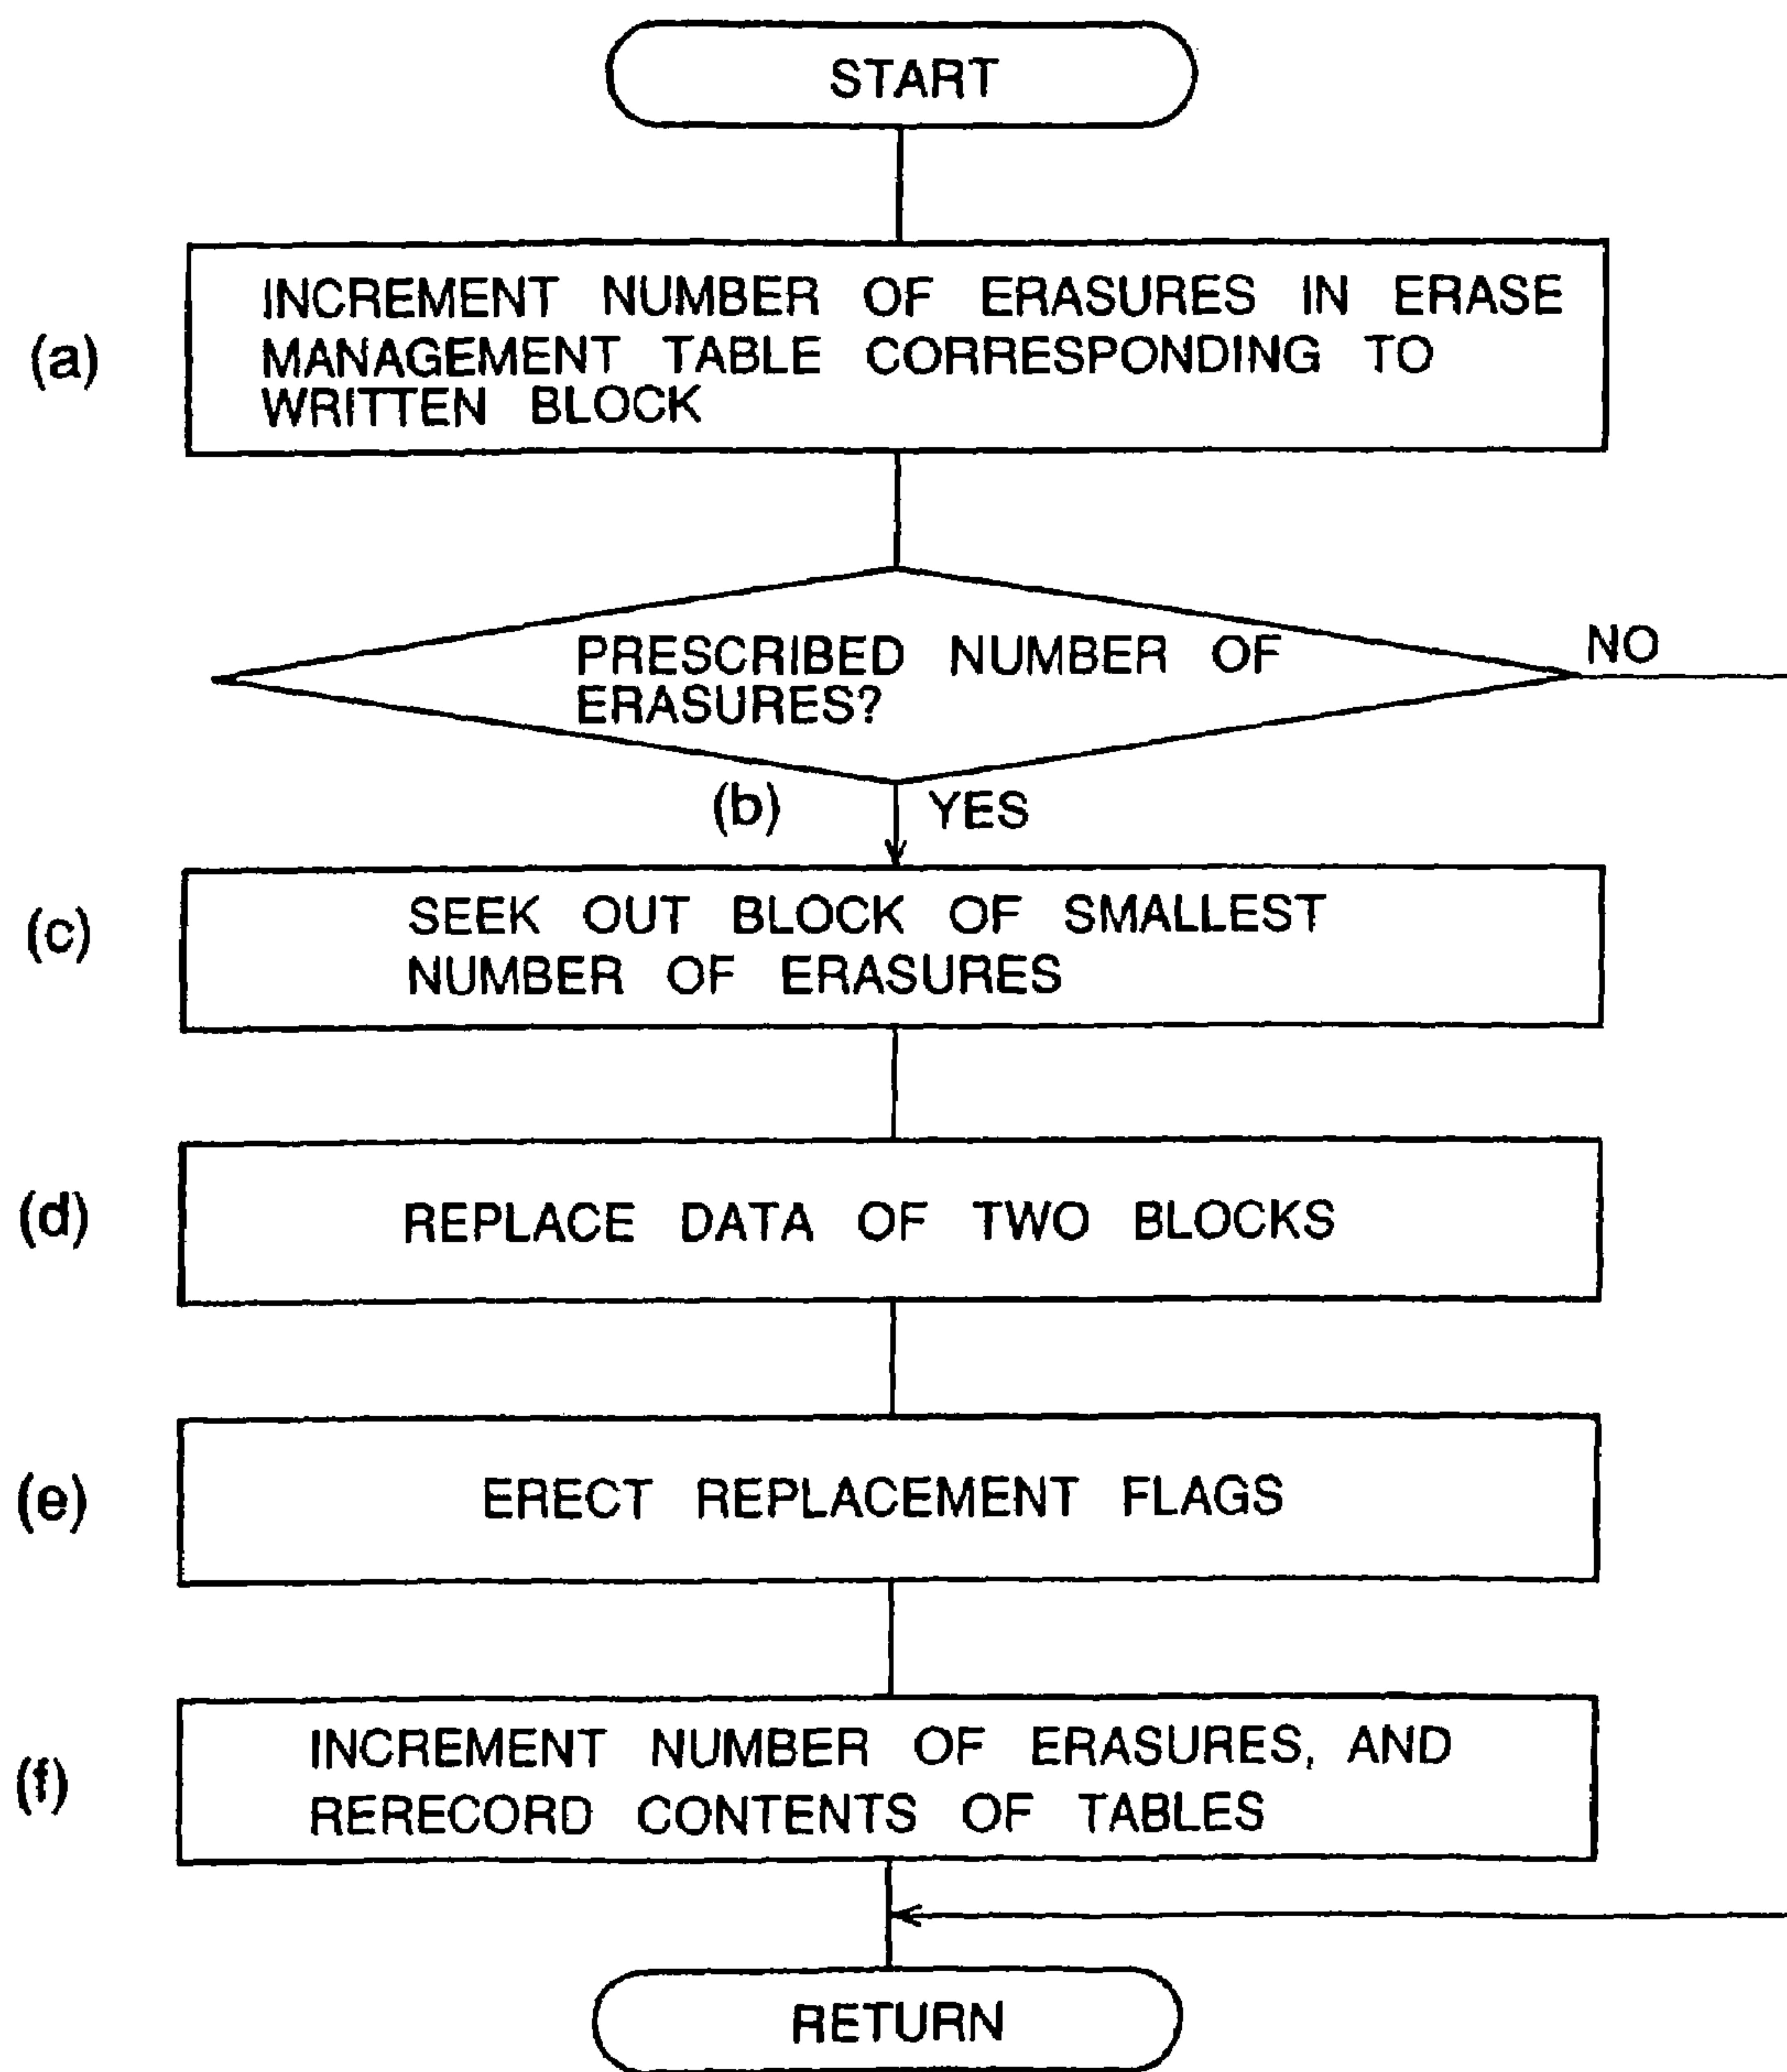 START
(a)
INCREMENT NUMBER OF ERASURES IN ERASE
MANAGEMENT TABLE CORRESPONDING TO
WRITTEN BLOCK
PRESCRIBED NUMBER OF
ERASURES?
NO
(b)
YES
(c)
SEEK OUT BLOCK OF SMALLEST
NUMBER OF ERASURES
(d)
REPLACE DATA OF TWO BLOCKS
(e)
ERECT REPLACEMENT FLAGS
(f)
INCREMENT NUMBER OF ERASURES, AND
RERECORD CONTENTS OF TABLES
RETURN